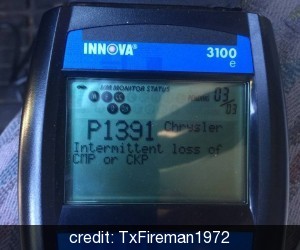 INNOVA® 3100
e
I/M MONITOR STATUS
03/03
P1391 Chrysler
Intermittent loss of
CMP or CKP
credit: TxFireman1972